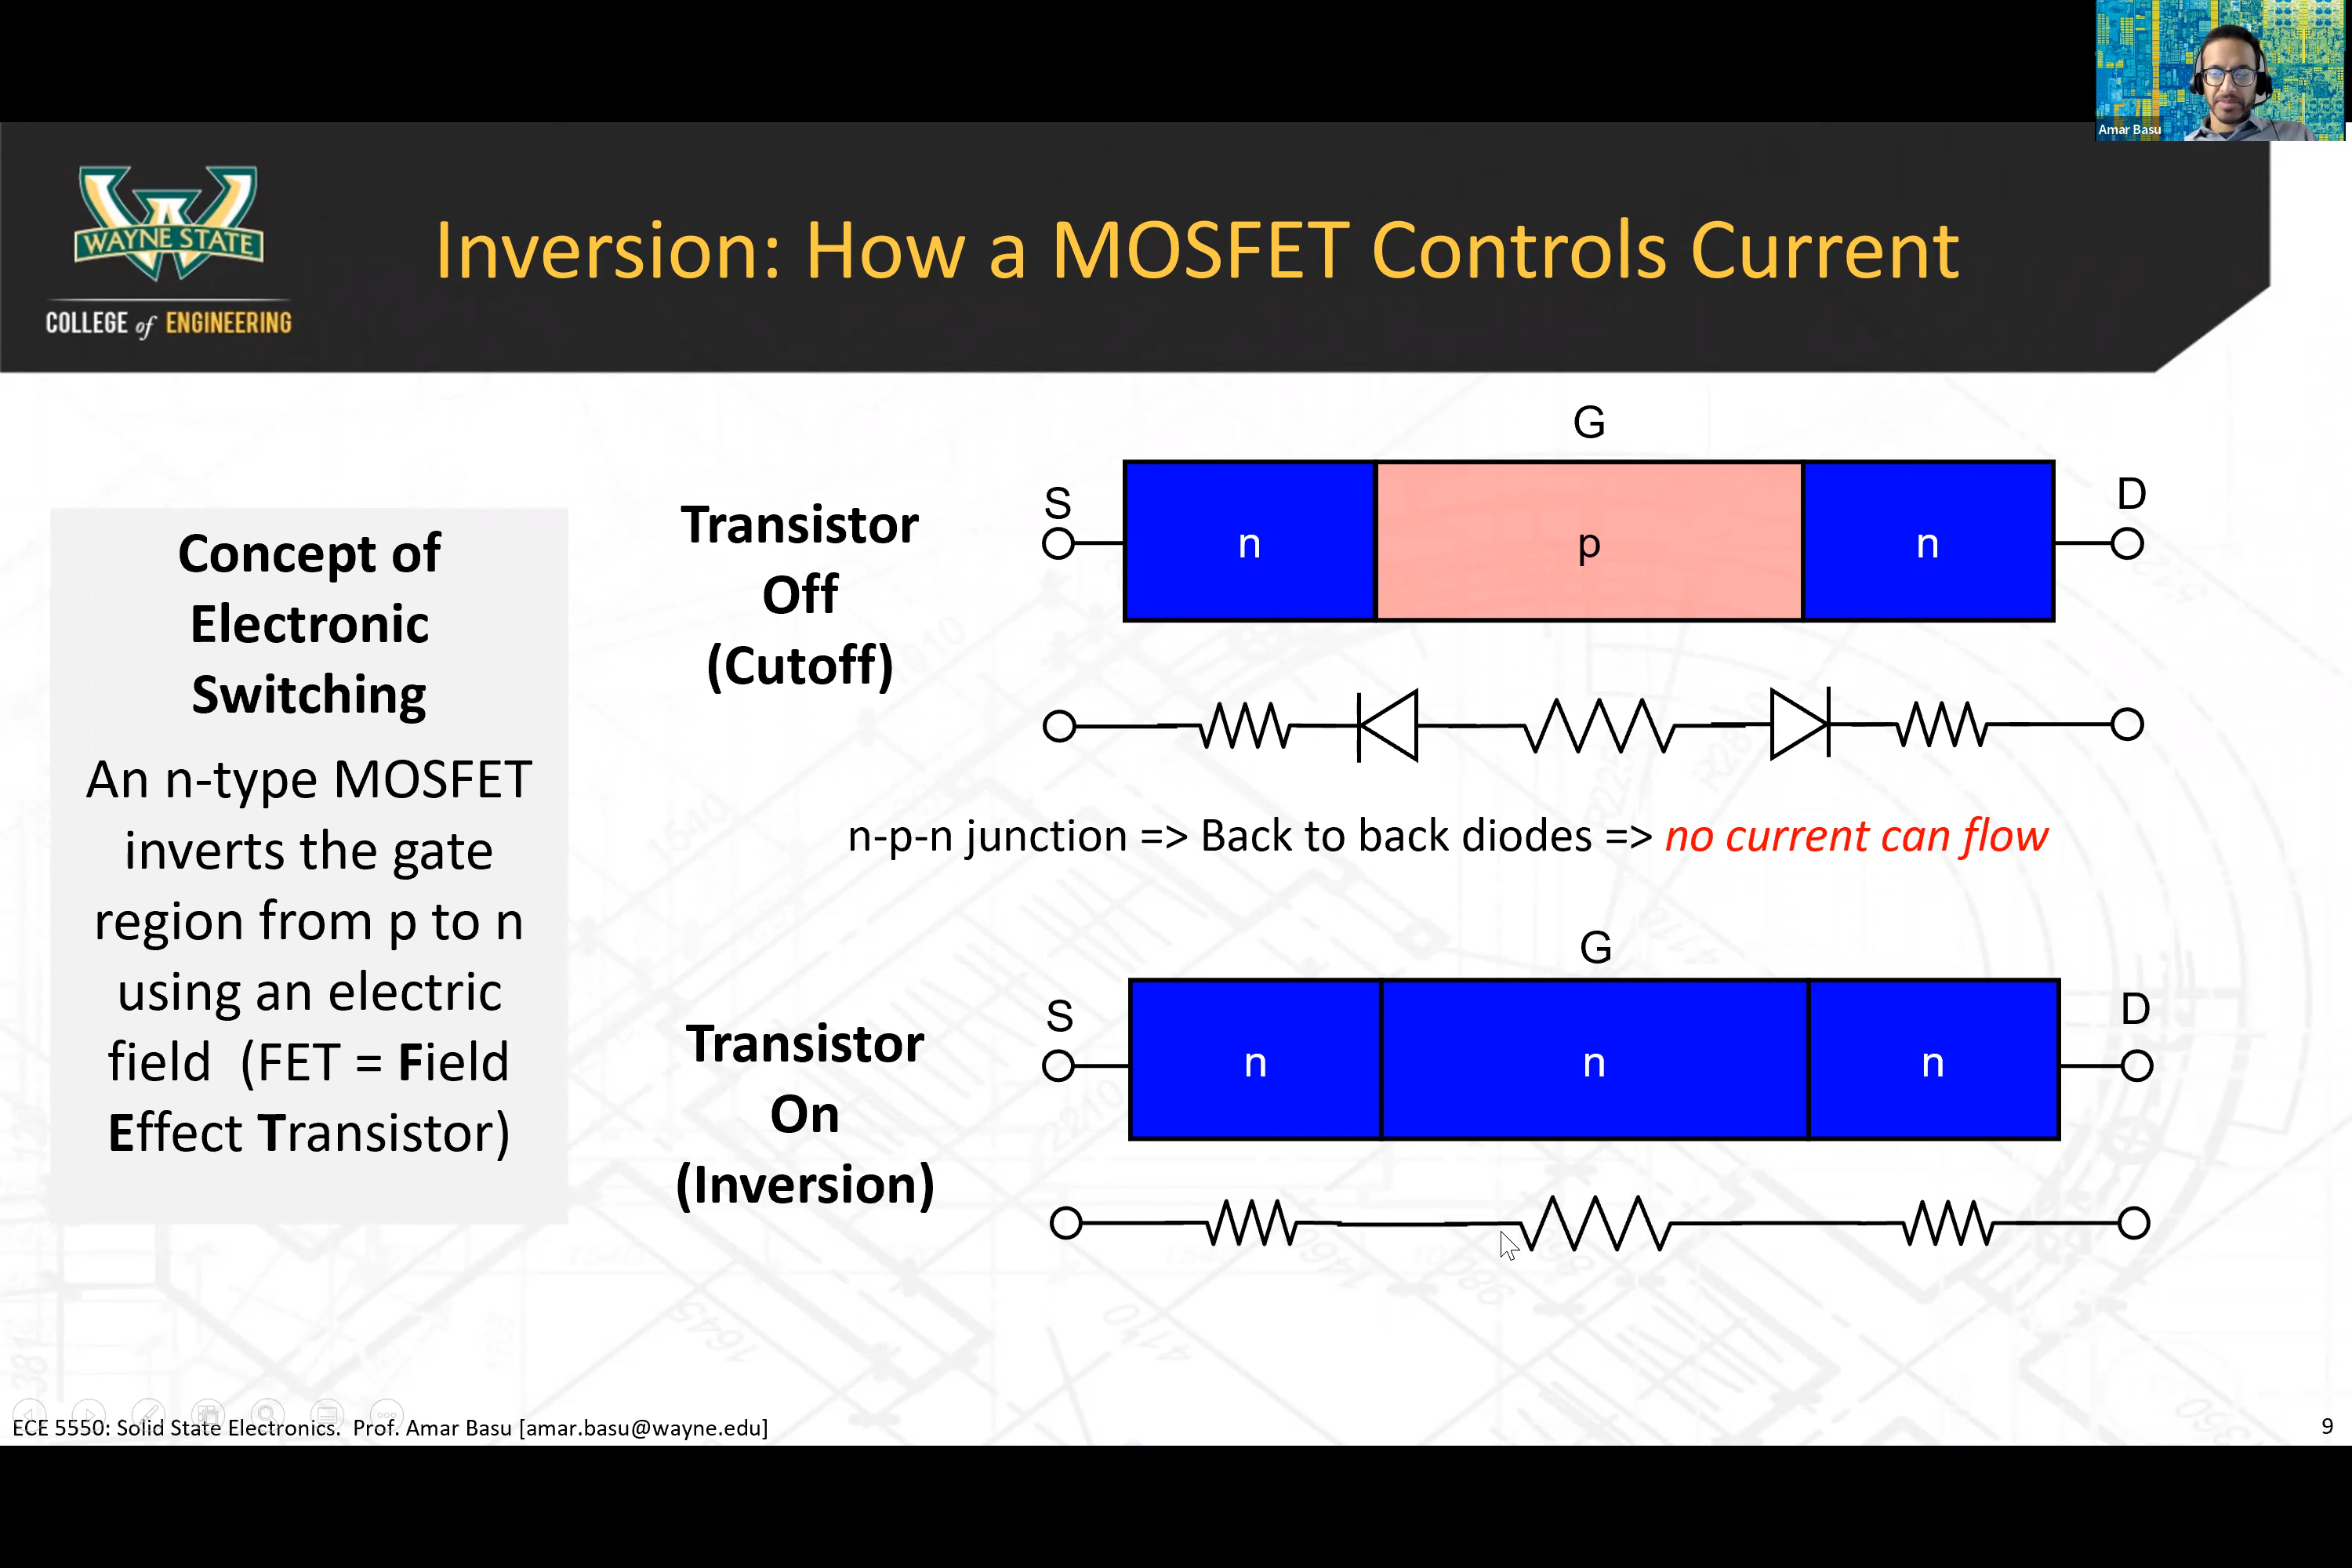 Amar Basu
WAYNE STATE
COLLEGE of ENGINEERING
Inversion: How a MOSFET Controls Current
Concept of
Electronic
Switching
An n-type MOSFET
inverts the gate
region from p to n
using an electric
field (FET = Field
Effect Transistor)
Transistor
Off
(Cutoff)
G
S
n
p
n
D
n-p-n junction => Back to back diodes => no current can flow
Transistor
On
(Inversion)
G
S
n
n
n
D
ECE 5550: Solid State Electronics. Prof. Amar Basu [amar.basu@wayne.edu]
9